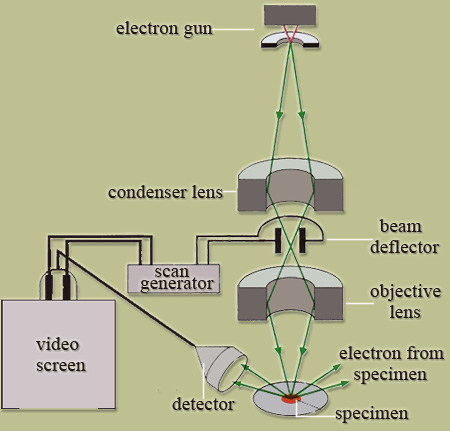 electron gun
condenser lens
beam
deflector
scan
generator
objective
lens
video
screen
electron from
specimen
detector
specimen